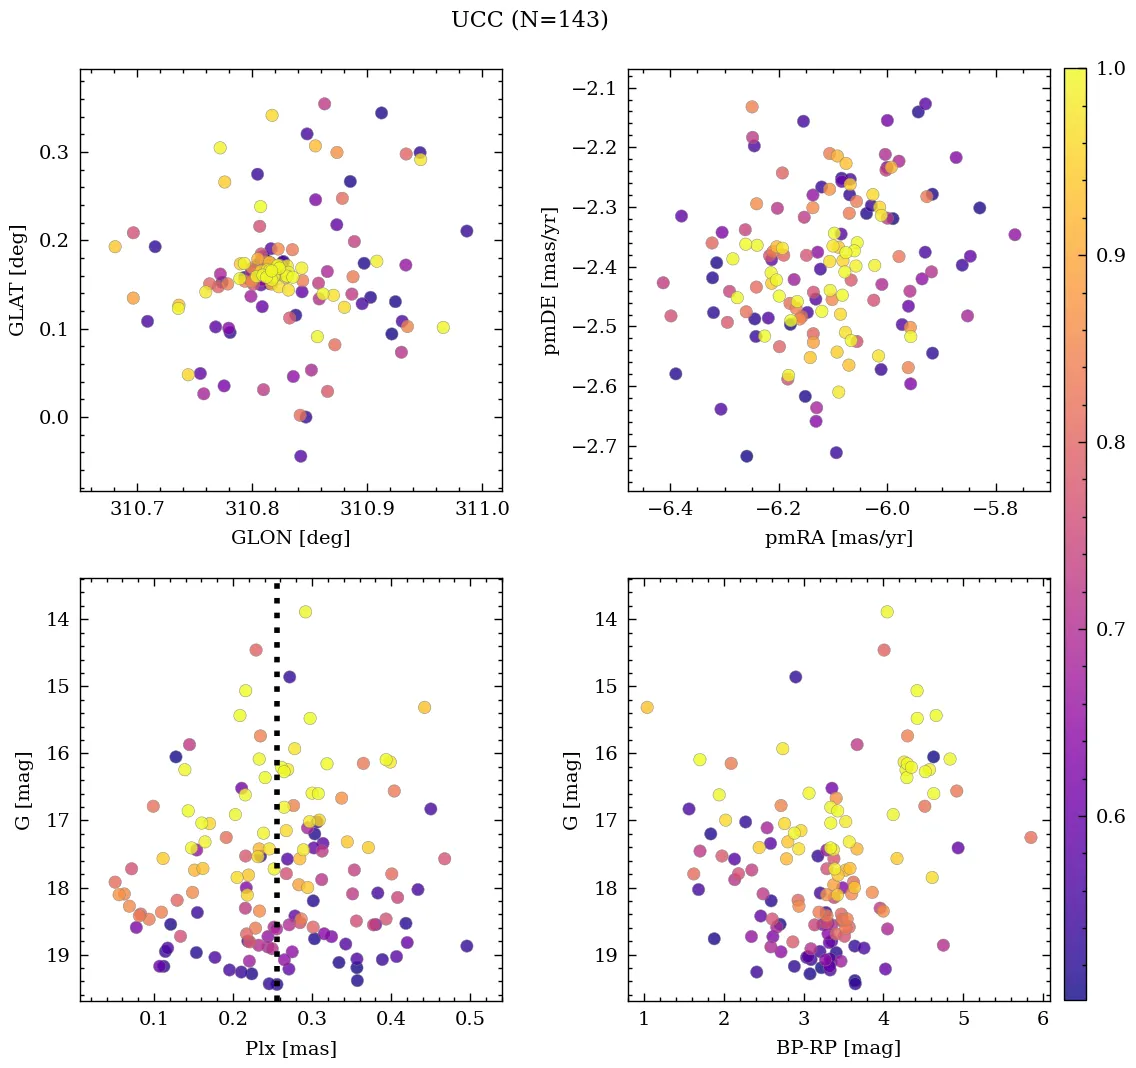 UCC (N=143)
0.3
0.2
0.1
0.0
GLAT [deg]
310.7 310.8 310.9 311.0
GLON [deg]
−2.1
−2.2
−2.3
−2.4
−2.5
−2.6
−2.7
pmDE [mas/yr]
−6.4 −6.2 −6.0 −5.8
pmRA [mas/yr]
1.0
0.9
0.8
0.7
0.6
14
15
16
17
18
19
G [mag]
0.1 0.2 0.3 0.4 0.5
Plx [mas]
14
15
16
17
18
19
G [mag]
1 2 3 4 5 6
BP-RP [mag]